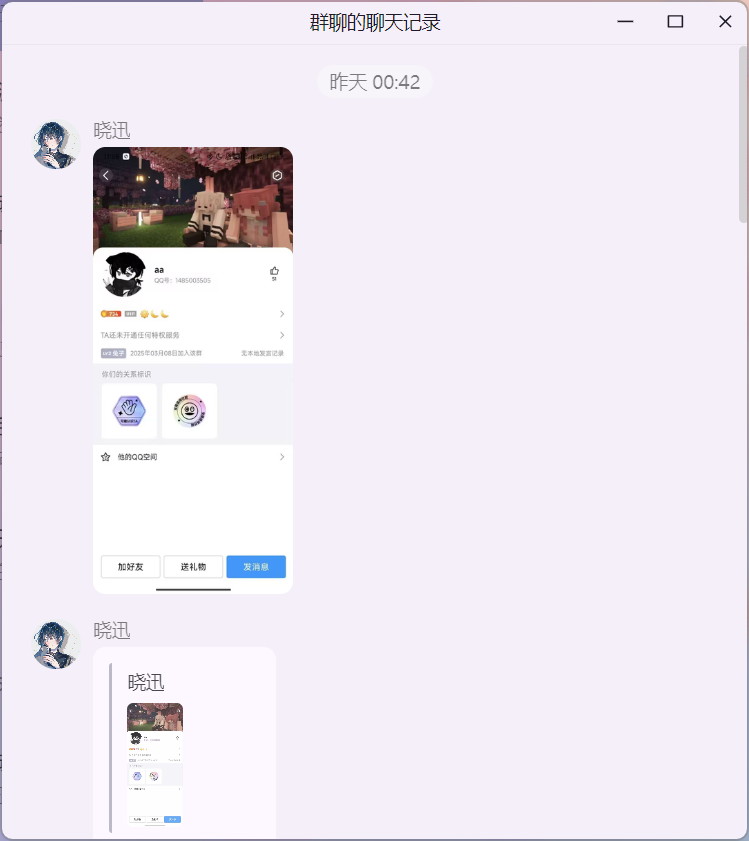 群聊的聊天记录
昨天 00:42
晓迅
aa
QQ号：1485003505
51
TA还未开通任何特权服务
2025年03月08日加入该群
无本地发言记录
你们的关系标识
他的QQ空间
加好友
送礼物
发消息
晓迅
晓迅